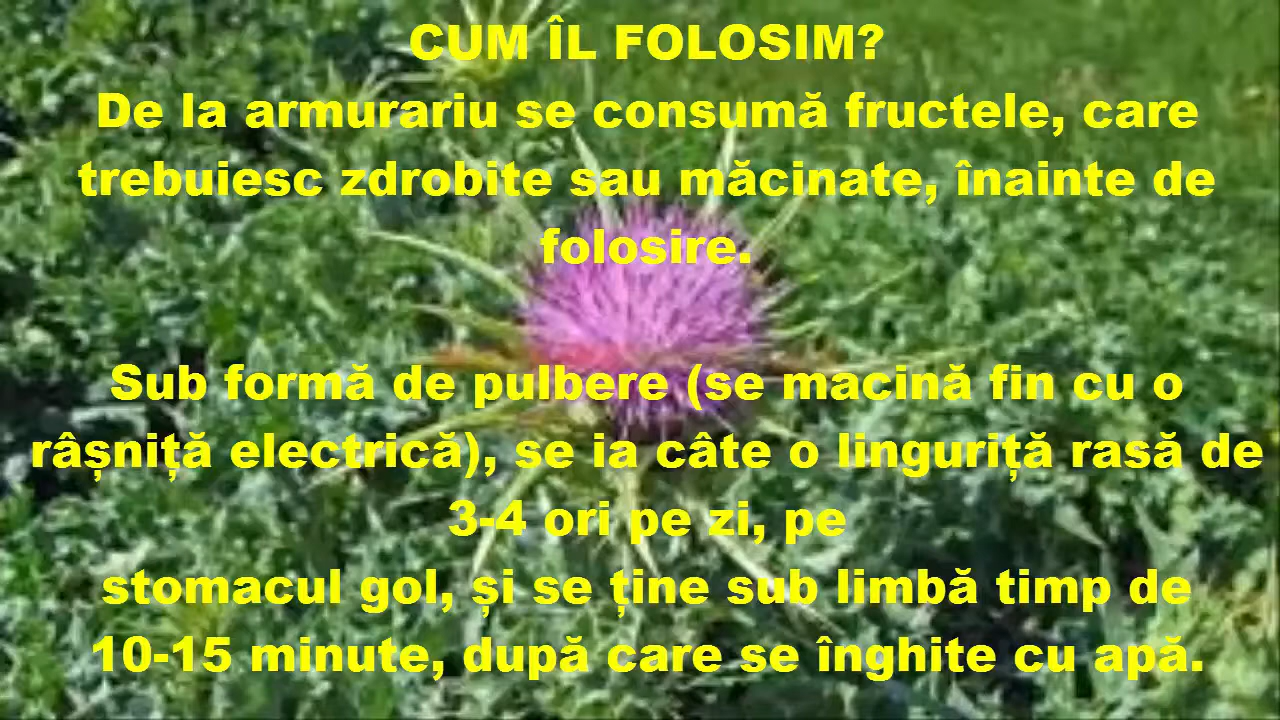 CUM ÎL FOLOSIM?
De la armurariu se consumă fructele, care
trebuiesc zdrobite sau măcinate, înainte de
folosire.
Sub formă de pulbere (se macină fin cu o
râșniță electrică), se ia câte o linguriță rasă de
3-4 ori pe zi, pe
stomacul gol, și se ține sub limbă timp de
10-15 minute, după care se înghite cu apă.